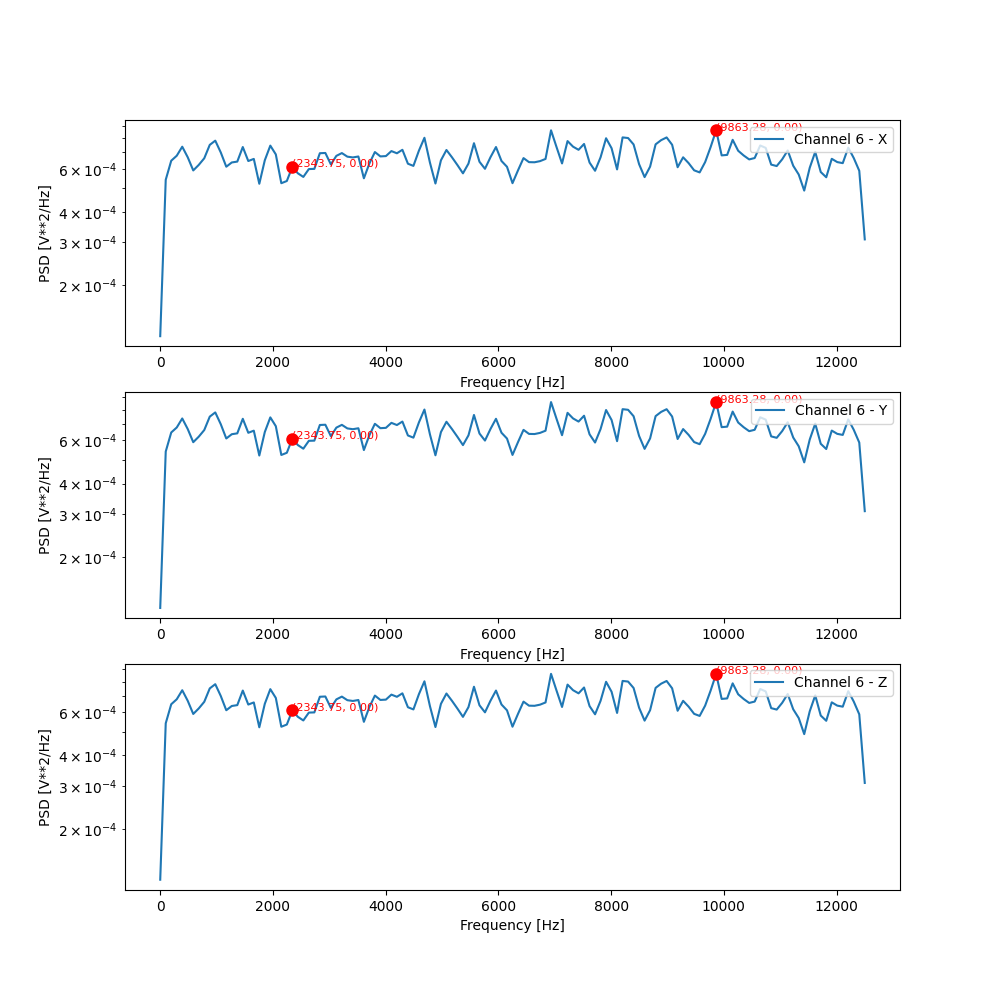 (9863.28, 0.00)
Channel 6 - X
(2343.75, 0.00)
6 × 10⁻⁴
4 × 10⁻⁴
3 × 10⁻⁴
2 × 10⁻⁴
PSD [V**2/Hz]
0 2000 4000 6000 8000 10000 12000
Frequency [Hz]
(9863.28, 0.00)
Channel 6 - Y
(2343.75, 0.00)
6 × 10⁻⁴
4 × 10⁻⁴
3 × 10⁻⁴
2 × 10⁻⁴
PSD [V**2/Hz]
0 2000 4000 6000 8000 10000 12000
Frequency [Hz]
(9863.28, 0.00)
Channel 6 - Z
(2343.75, 0.00)
6 × 10⁻⁴
4 × 10⁻⁴
3 × 10⁻⁴
2 × 10⁻⁴
PSD [V**2/Hz]
0 2000 4000 6000 8000 10000 12000
Frequency [Hz]